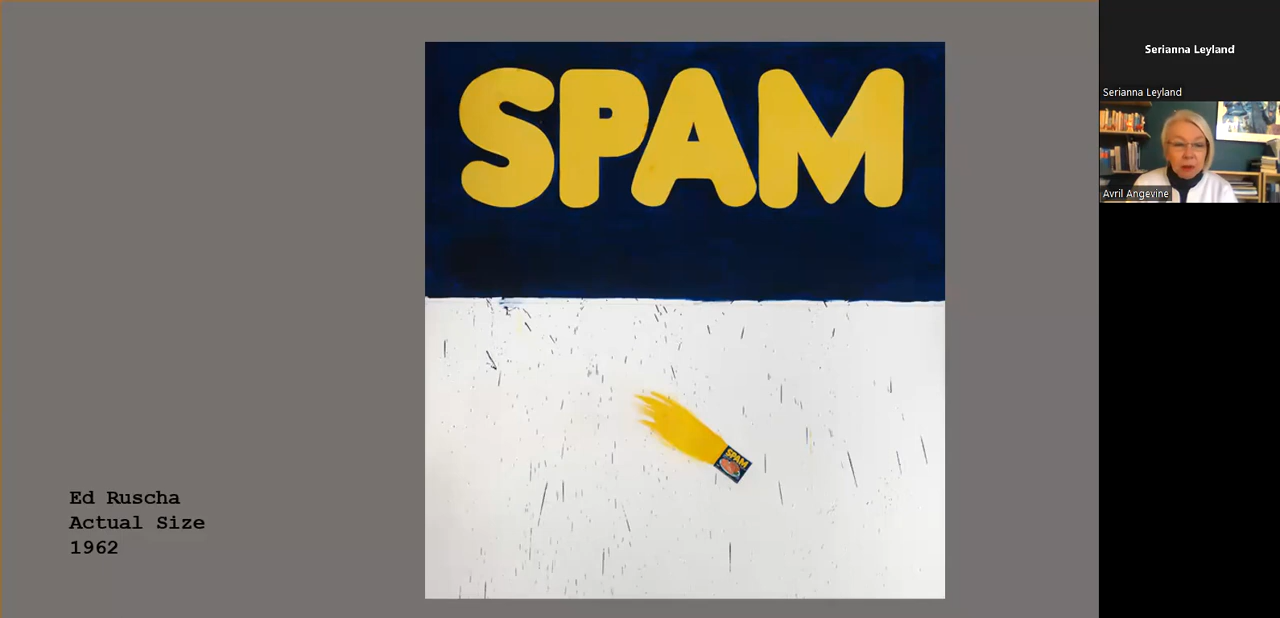 SPAM
SPAM
Ed Ruscha
Actual Size
1962
Serianna Leyland
Serianna Leyland
Avril Angevine